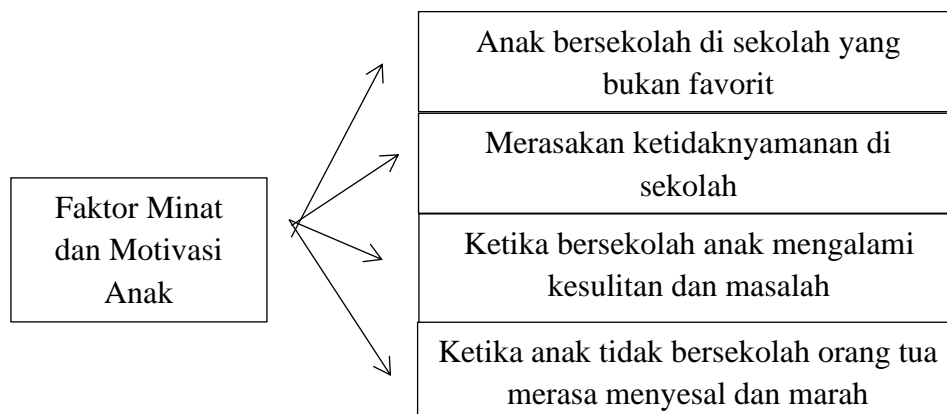 Faktor Minat
dan Motivasi
Anak
Anak bersekolah di sekolah yang
bukan favorit
Merasakan ketidaknyamanan di
sekolah
Ketika bersekolah anak mengalami
kesulitan dan masalah
Ketika anak tidak bersekolah orang tua
merasa menyesal dan marah